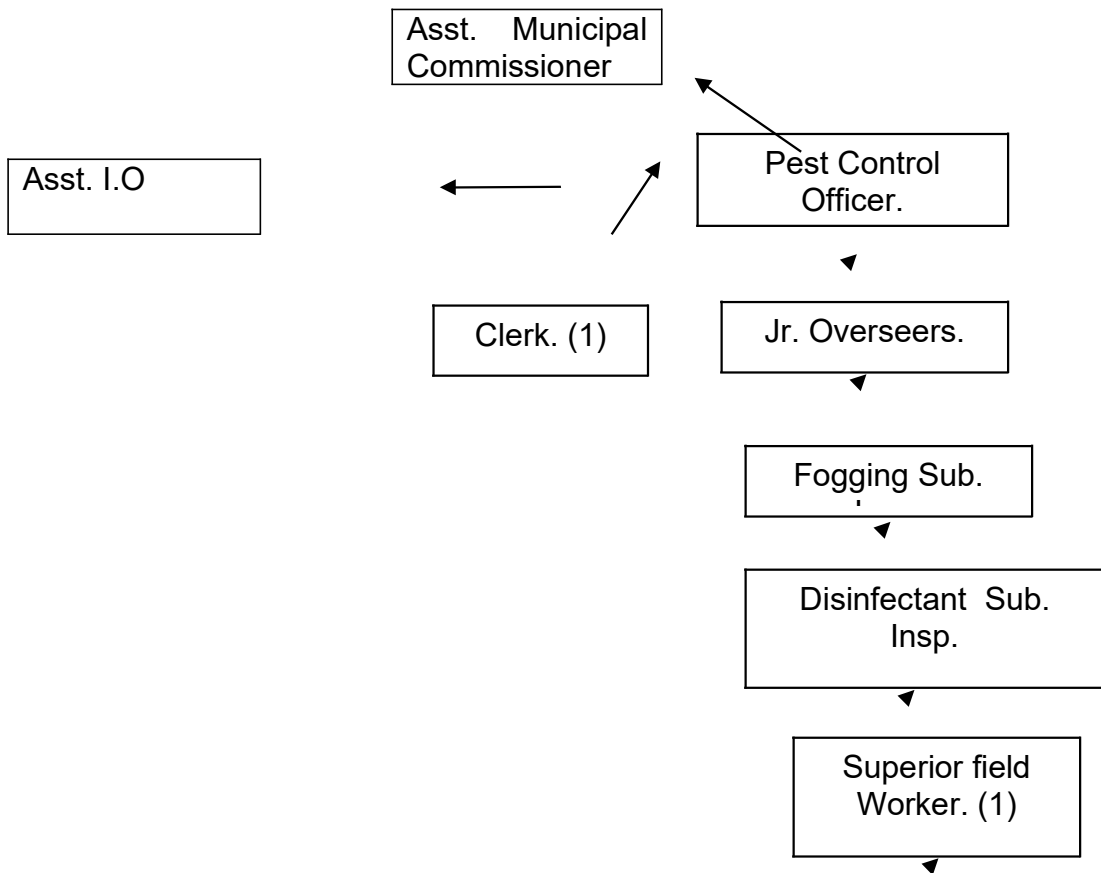 Asst. Municipal
Commissioner
Pest Control
Officer.
Asst. I.O
Clerk. (1)
Jr. Overseers.
Fogging Sub.
Disinfectant Sub.
Insp.
Superior field
Worker. (1)